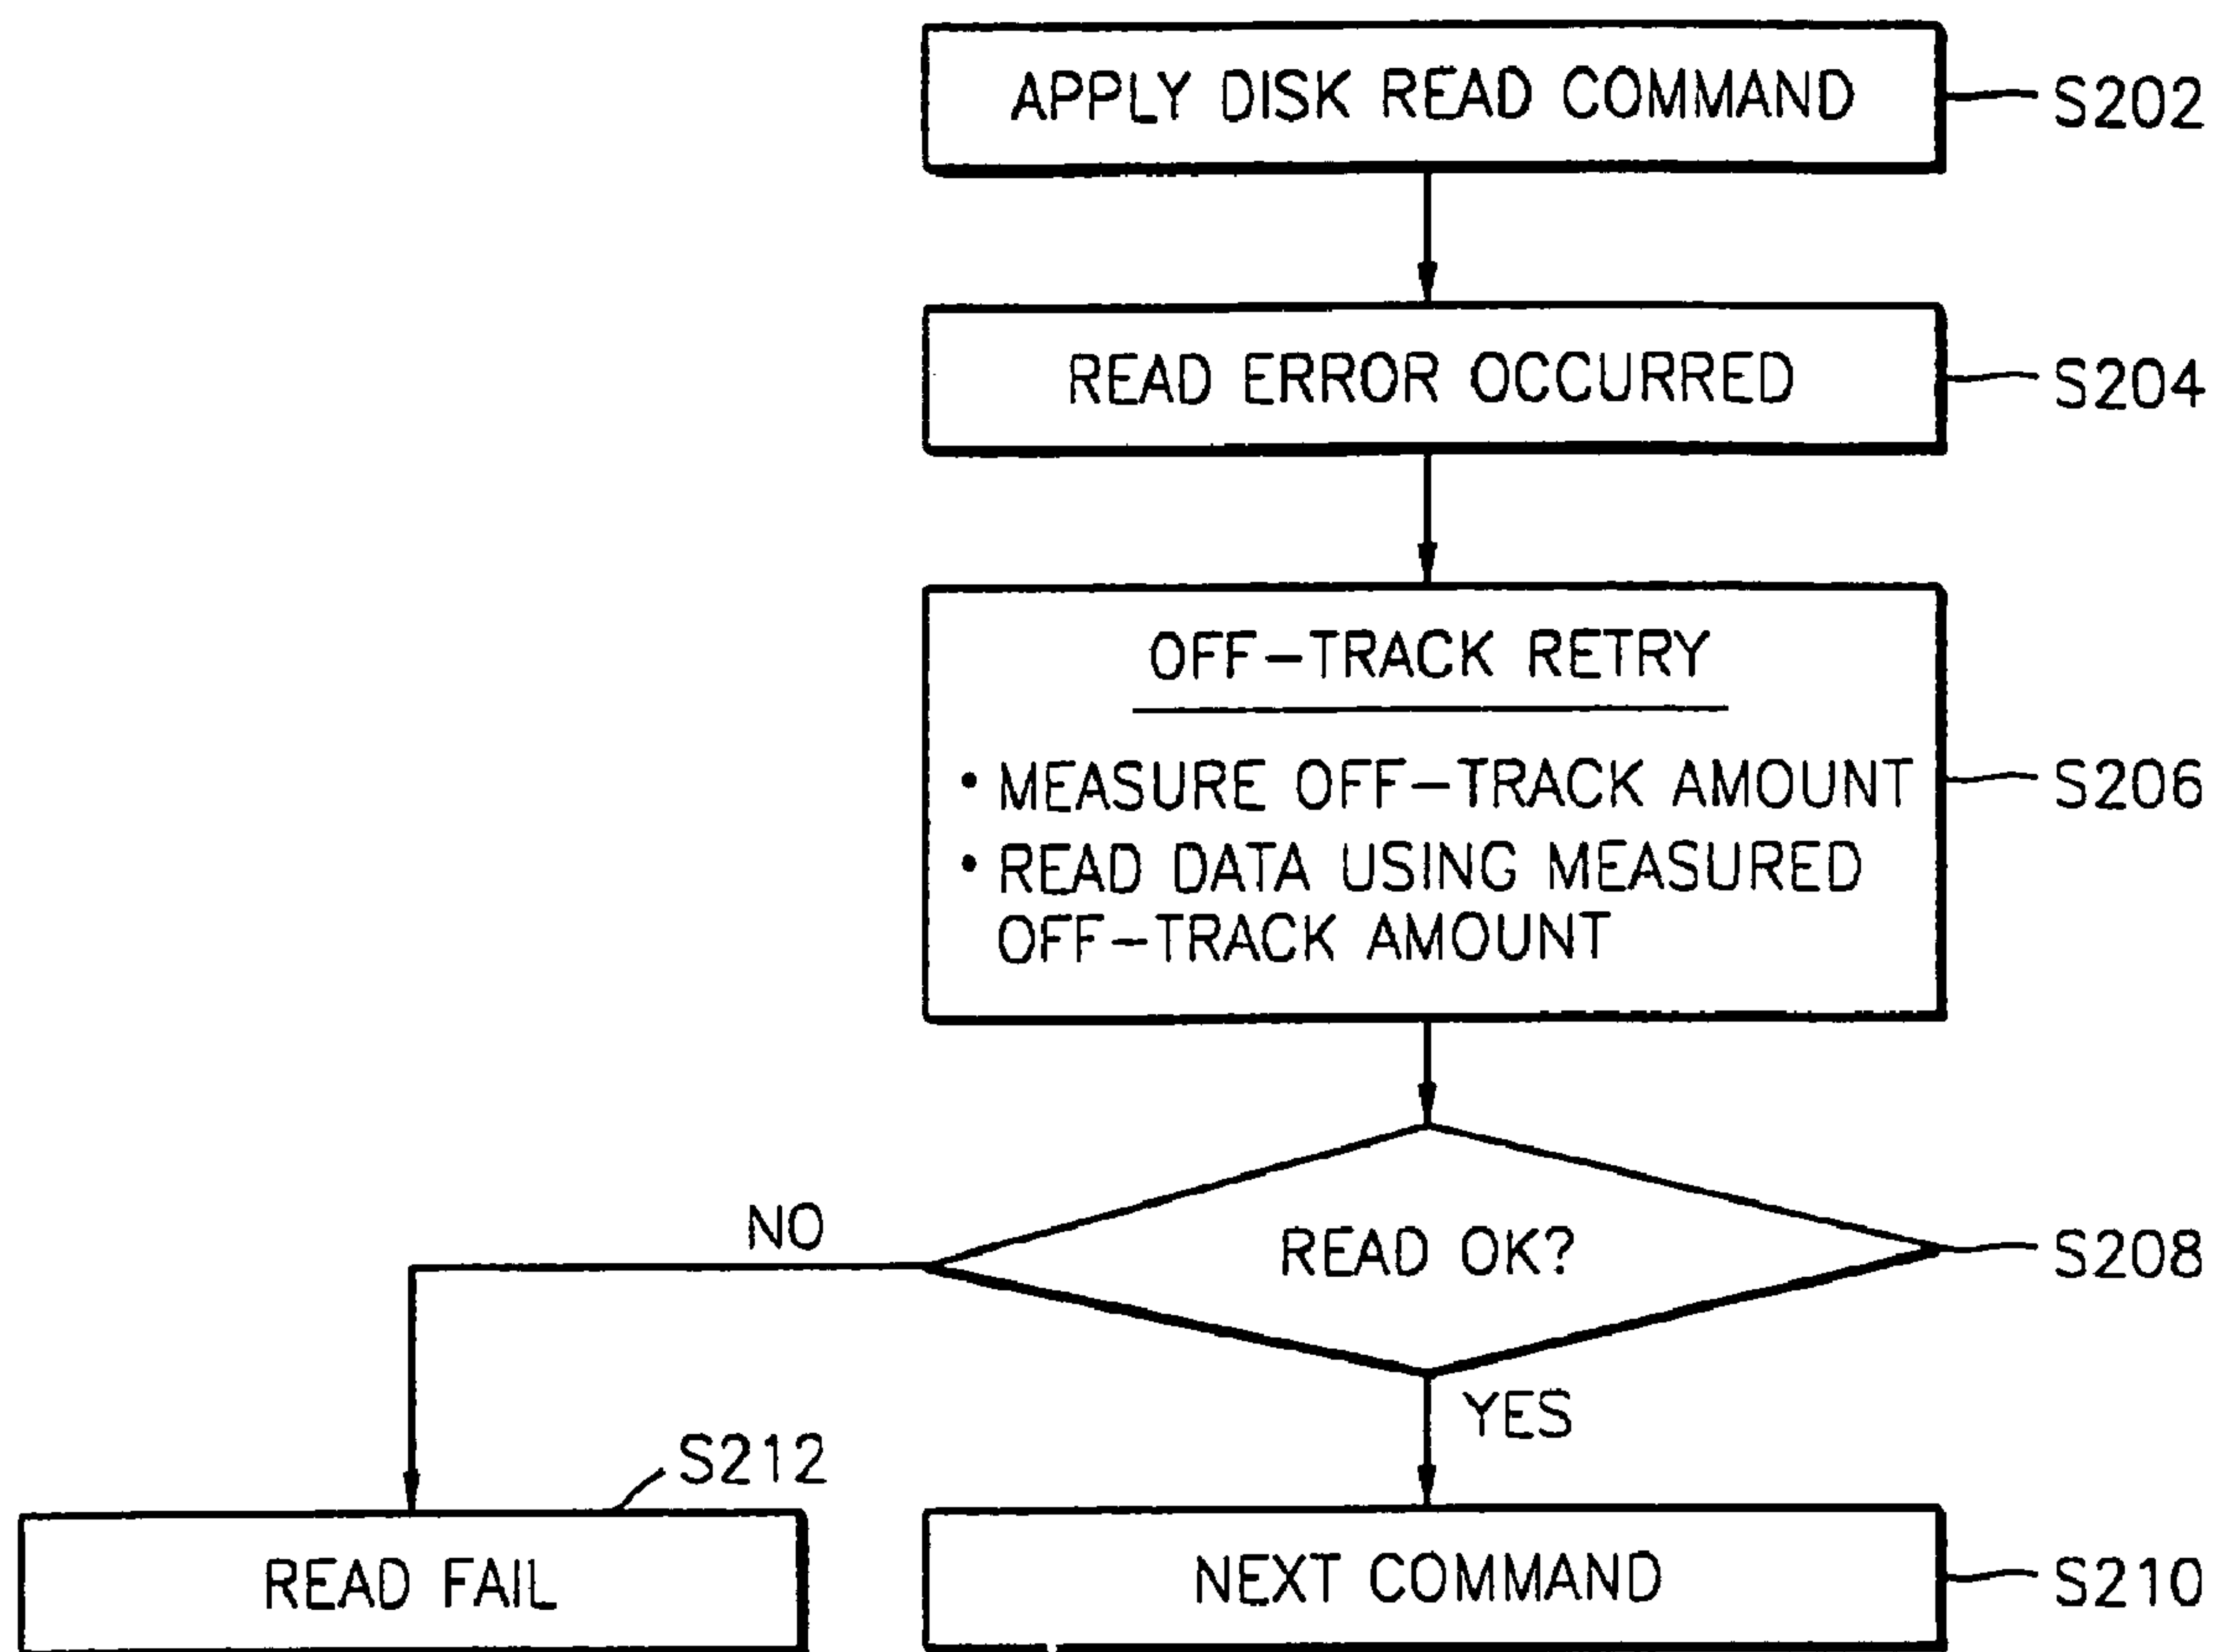 APPLY DISK READ COMMAND
S202
READ ERROR OCCURRED
S204
OFF-TRACK RETRY
• MEASURE OFF-TRACK AMOUNT
S206
• READ DATA USING MEASURED
OFF-TRACK AMOUNT
NO
READ OK?
S208
YES
S212
READ FAIL
NEXT COMMAND
S210